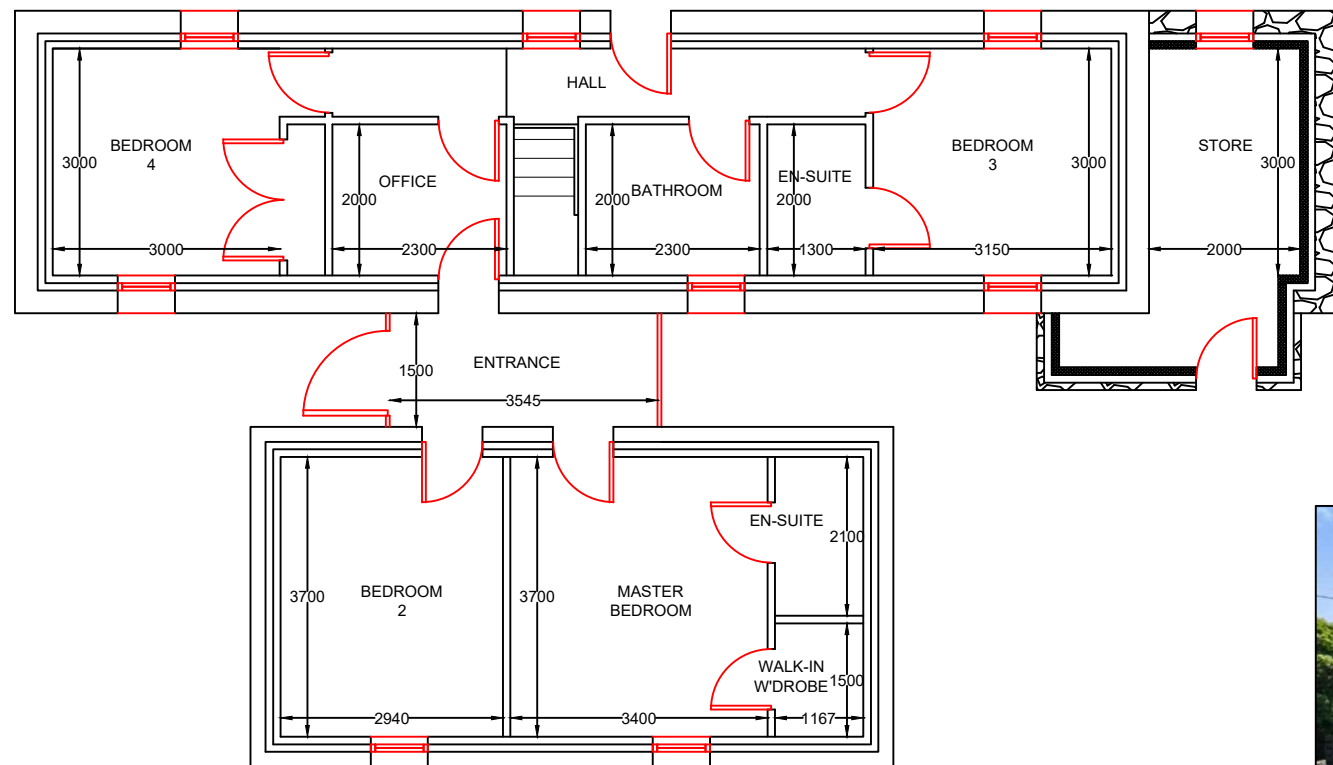 HALL
BEDROOM
4
3000
3000
OFFICE
2000
2300
BATHROOM
2000
2300
EN-SUITE
2000
1300
BEDROOM
3
3000
3150
STORE
3000
2000
ENTRANCE
1500
3545
BEDROOM
2
3700
2940
MASTER
BEDROOM
3700
3400
EN-SUITE
2100
WALK-IN
W'DROBE
1500
1167